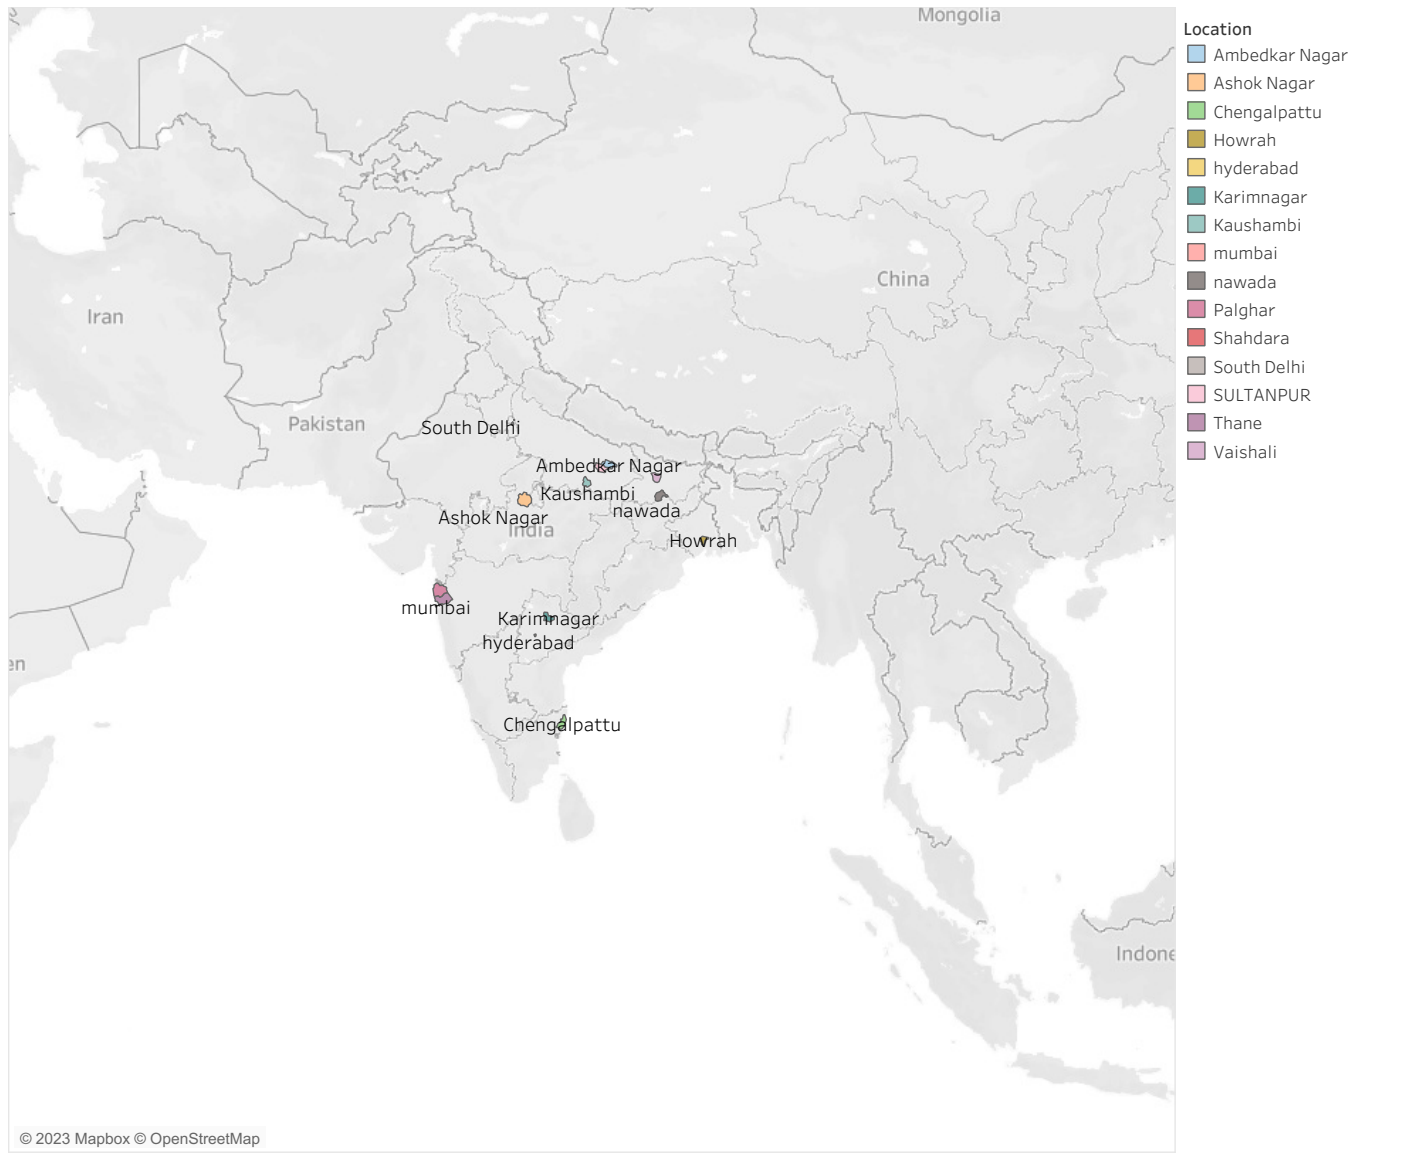 Mongolia
China
Iran
Pakistan
South Delhi
Ambedkar Nagar
Kaushambi
nawada
Ashok Nagar
India
Howrah
mumbai
Karimnagar
hyderabad
en
Chengalpattu
Indone
© 2023 Mapbox © OpenStreetMap
Location
Ambedkar Nagar
Ashok Nagar
Chengalpattu
Howrah
hyderabad
Karimnagar
Kaushambi
mumbai
nawada
Palghar
Shahdara
South Delhi
SULTANPUR
Thane
Vaishali